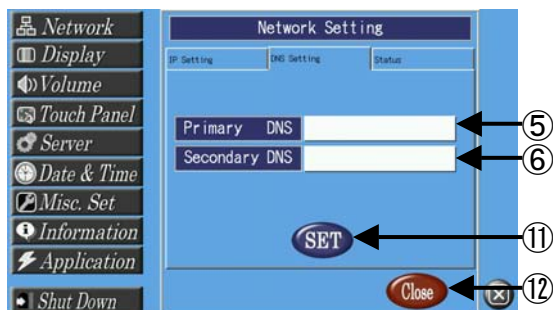 Network
Display
Volume
Touch Panel
Server
Date & Time
Misc. Set
Information
Application
Shut Down
Network Setting
IP Setting
DNS Setting
Status
Primary DNS
⑤
Secondary DNS
⑥
SET
⑪
Close
⑫